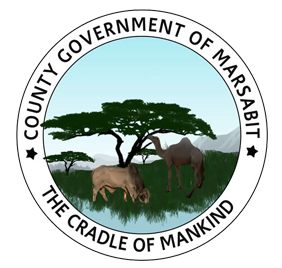 COUNTY GOVERNMENT OF MARSABIT
THE CRADLE OF MANKIND